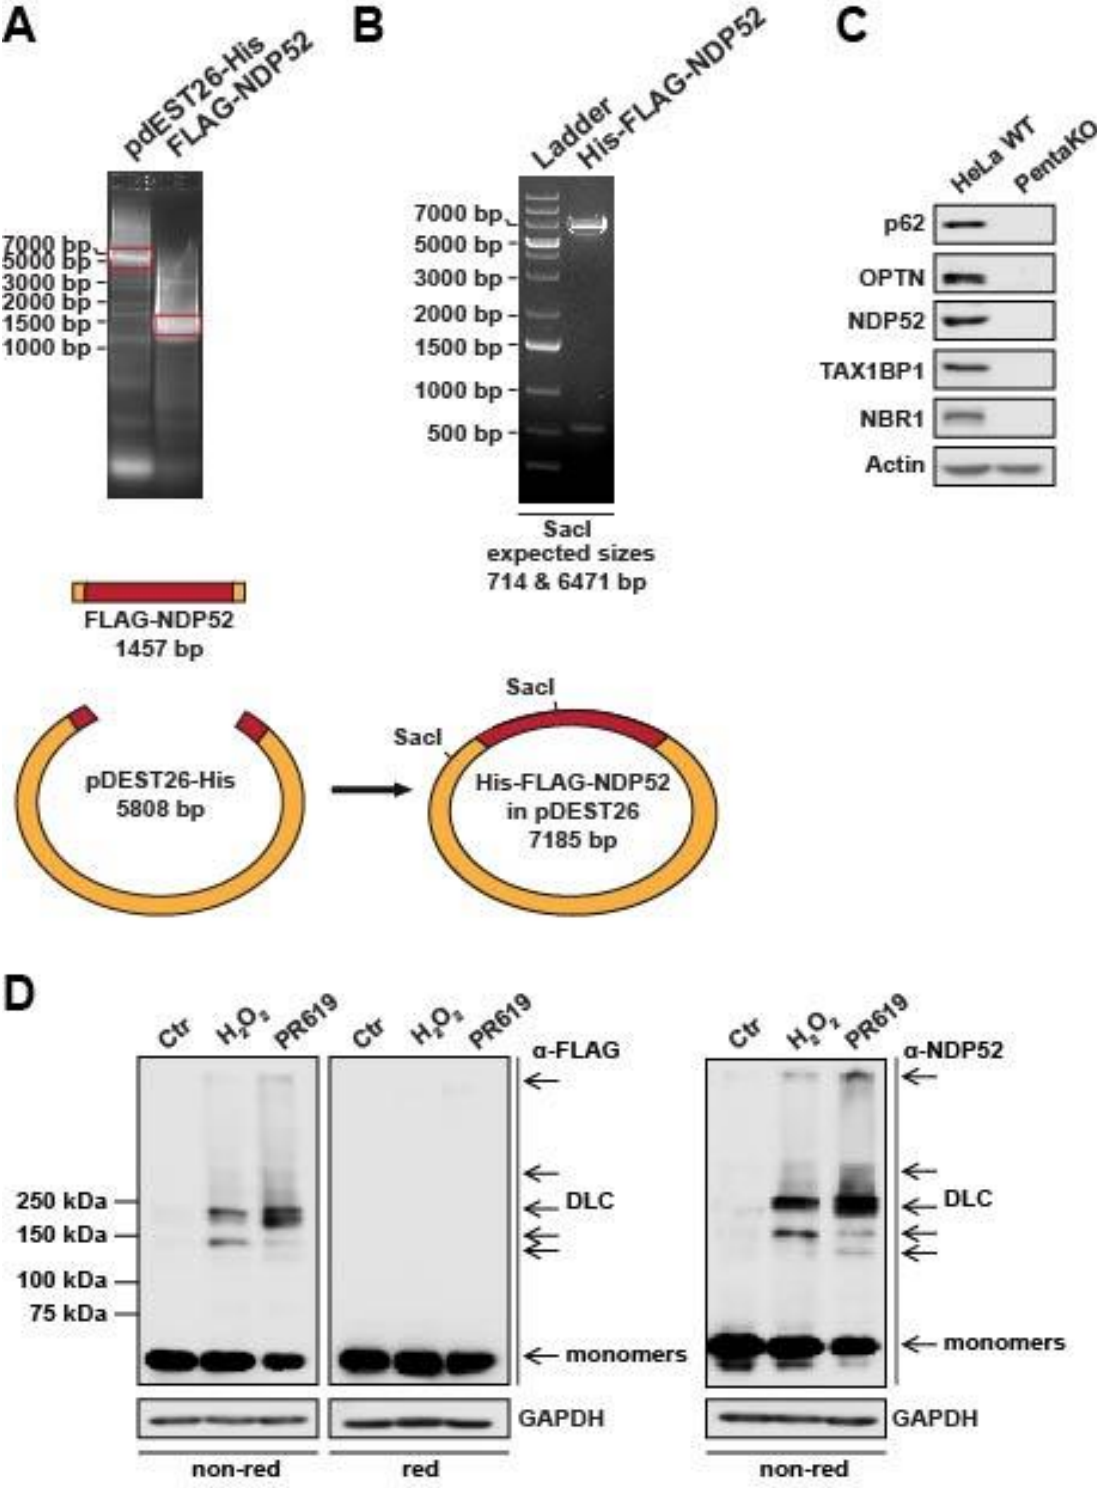 A
pdEST26-His
FLAG-NDP52
7000 bp
5000 bp
3000 bp
2000 bp
1500 bp
1000 bp
FLAG-NDP52
1457 bp
pDEST26-His
5808 bp
B
Ladder
His-FLAG-NDP52
7000 bp
5000 bp
3000 bp
2000 bp
1500 bp
1000 bp
500 bp
SacI
expected sizes
714 & 6471 bp
SacI
SacI
His-FLAG-NDP52
in pDEST26
7185 bp
C
HeLa WT
PentaKO
p62
OPTN
NDP52
TAX1BP1
NBR1
Actin
D
Ctr
H₂O₂
PR619
Ctr
H₂O₂
PR619
α-FLAG
250 kDa
150 kDa
100 kDa
75 kDa
DLC
monomers
GAPDH
non-red
red
Ctr
H₂O₂
PR619
α-NDP52
DLC
monomers
GAPDH
non-red